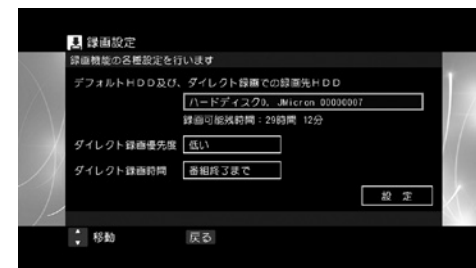 録画設定
録画機能の各種設定を行います
デフォルトHDD及び、ダイレクト録画での録画先HDD
ハードディスク0, JMicron 00000007
録画可能残時間：29時間 12分
ダイレクト録画優先度 低い
ダイレクト録画時間 番組終了まで
設 定
移動 戻る